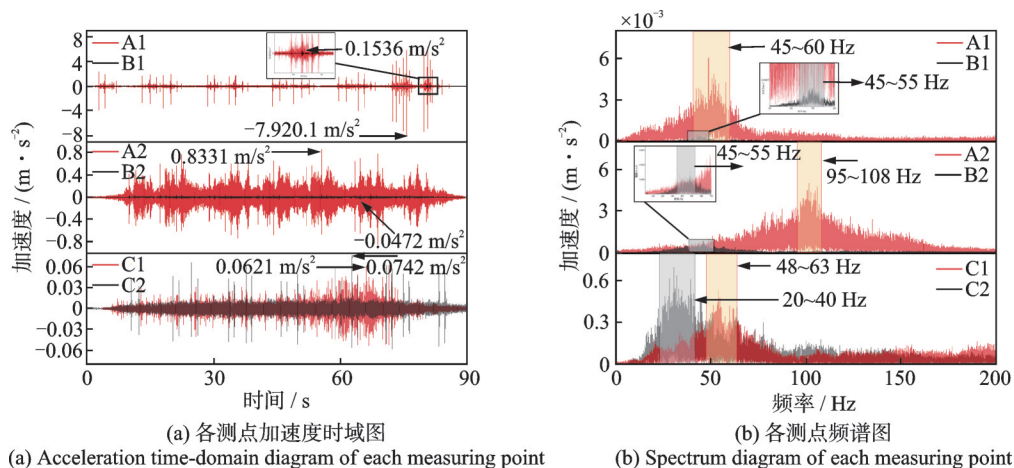 8
4
0
−4
−8
A1
B1
0.1536 m/s²
−7.920.1 m/s²
0.8
0.4
0.0
−0.4
−0.8
A2
B2
0.8331 m/s²
−0.0472 m/s²
0.06
0.03
0.00
−0.03
−0.06
C1
C2
0.0621 m/s²
0.0742 m/s²
加速度 / (m·s⁻²)
0
30
60
90
时间 / s
(a) 各测点加速度时域图
(a) Acceleration time-domain diagram of each measuring point
×10⁻³
6
3
0
A1
B1
45~60 Hz
45~55 Hz
6
3
0
A2
B2
45~55 Hz
95~108 Hz
0.6
0.3
0
C1
C2
48~63 Hz
20~40 Hz
加速度 / (m·s⁻²)
0
50
100
150
200
频率 / Hz
(b) 各测点频谱图
(b) Spectrum diagram of each measuring point